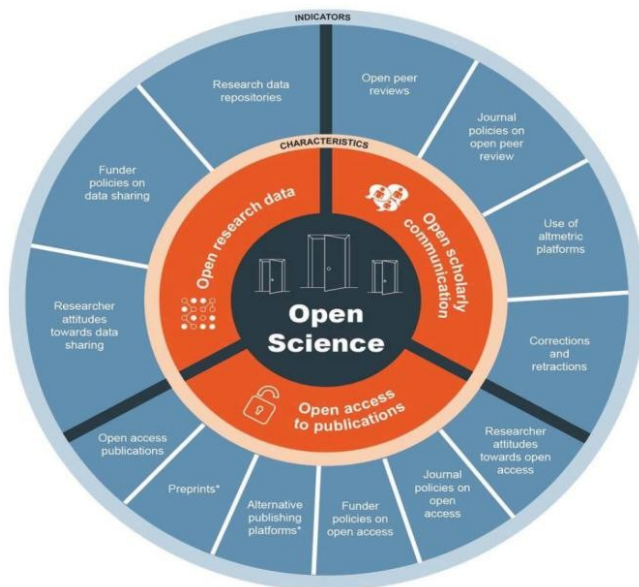 INDICATORS
Research data
repositories
Open peer
reviews
Journal
policies on
open peer
review
Funder
policies on
data sharing
Use of
altmetric
platforms
Researcher
attitudes
towards data
sharing
Corrections
and
retractions
CHARACTERISTICS
Open research data
Open scholarly
communication
Open
Science
Open access
to publications
Open access
publications
Preprints*
Alternative
publishing
platforms*
Funder
policies on
open access
Journal
policies on
open
access
Researcher
attitudes
towards open
access